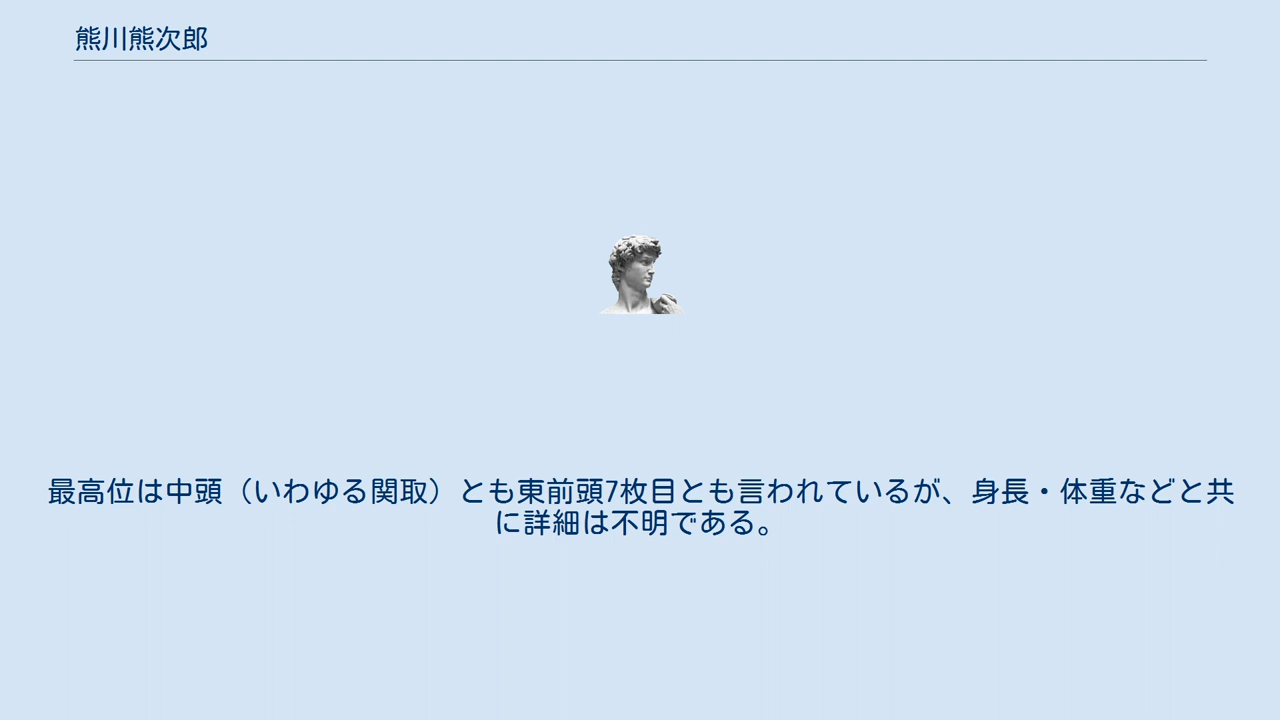 熊川熊次郎
最高位は中頭（いわゆる関取）とも東前頭7枚目とも言われているが、身長・体重などと共
に詳細は不明である。